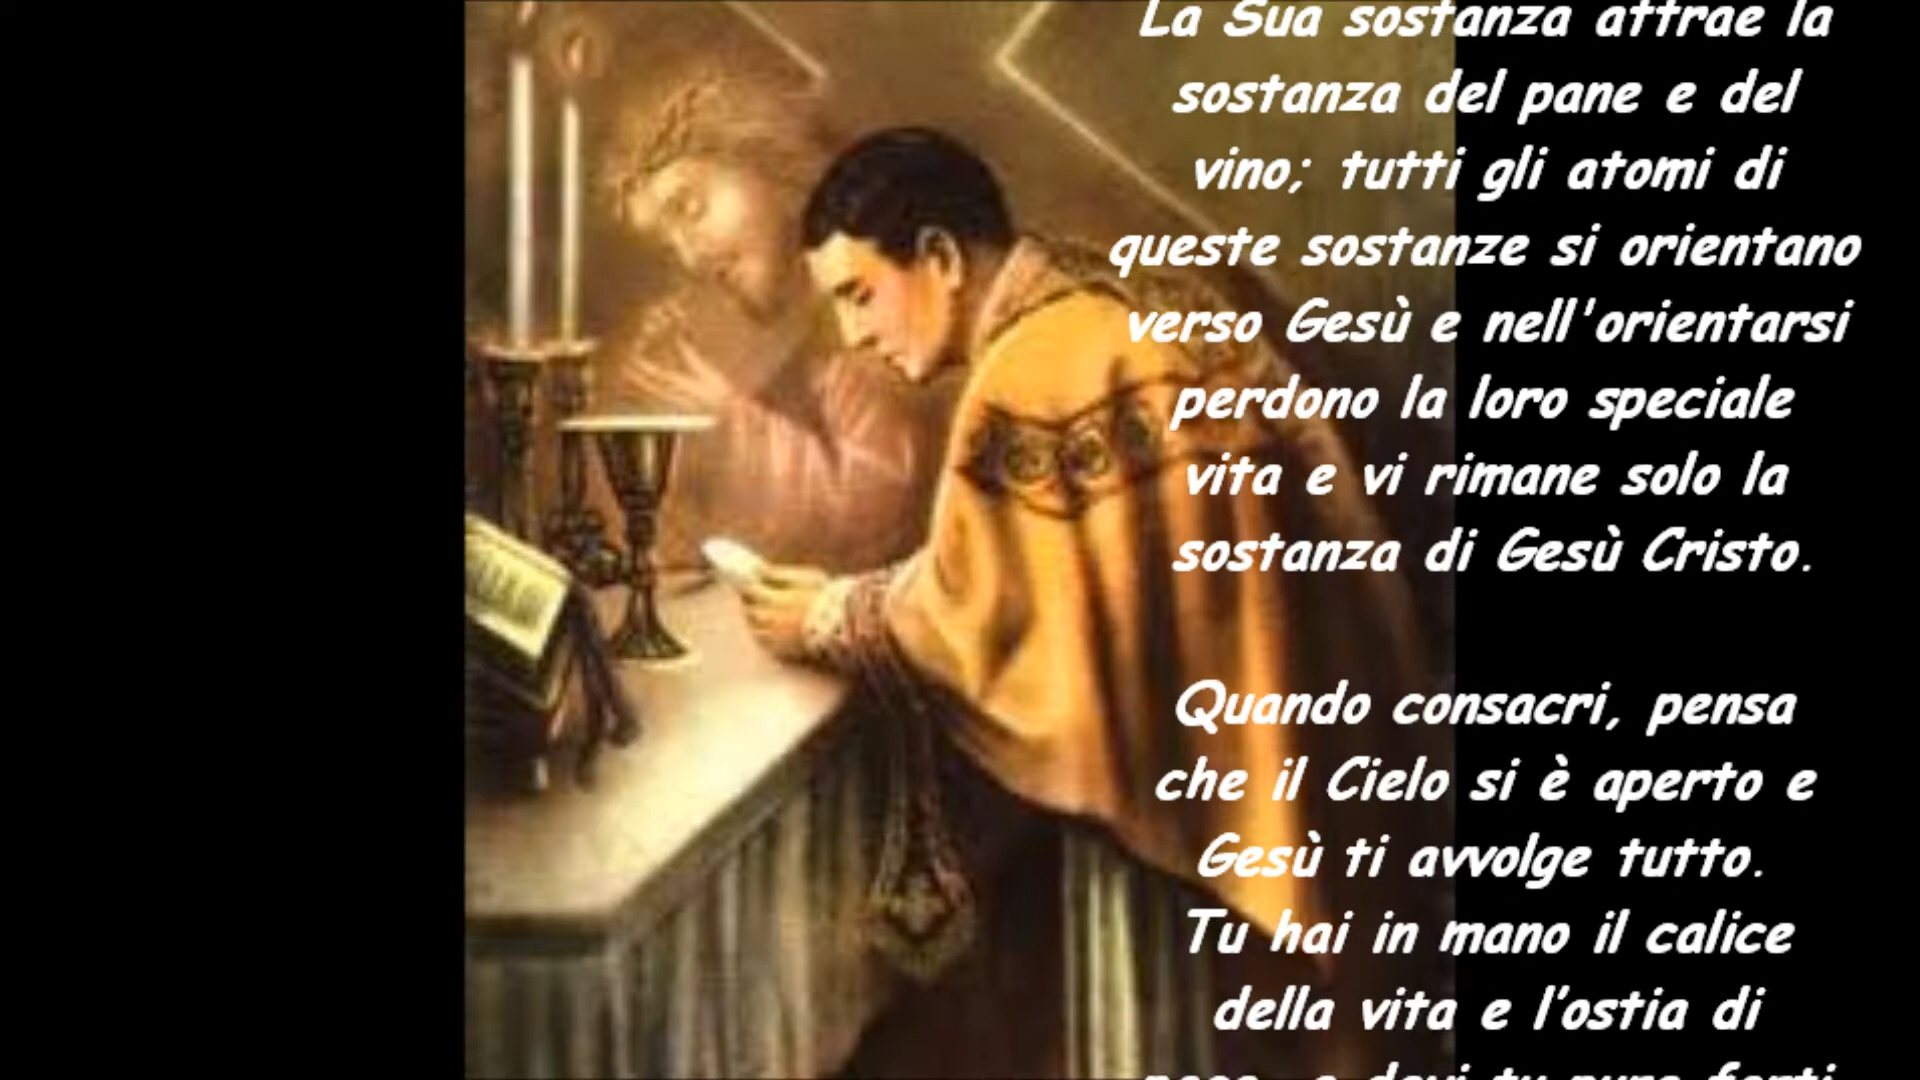 La Sua sostanza attrae la
sostanza del pane e del
vino; tutti gli atomi di
queste sostanze si orientano
verso Gesù e nell'orientarsi
perdono la loro speciale
vita e vi rimane solo la
sostanza di Gesù Cristo.
Quando consacri, pensa
che il Cielo si è aperto e
Gesù ti avvolge tutto.
Tu hai in mano il calice
della vita e l'ostia di